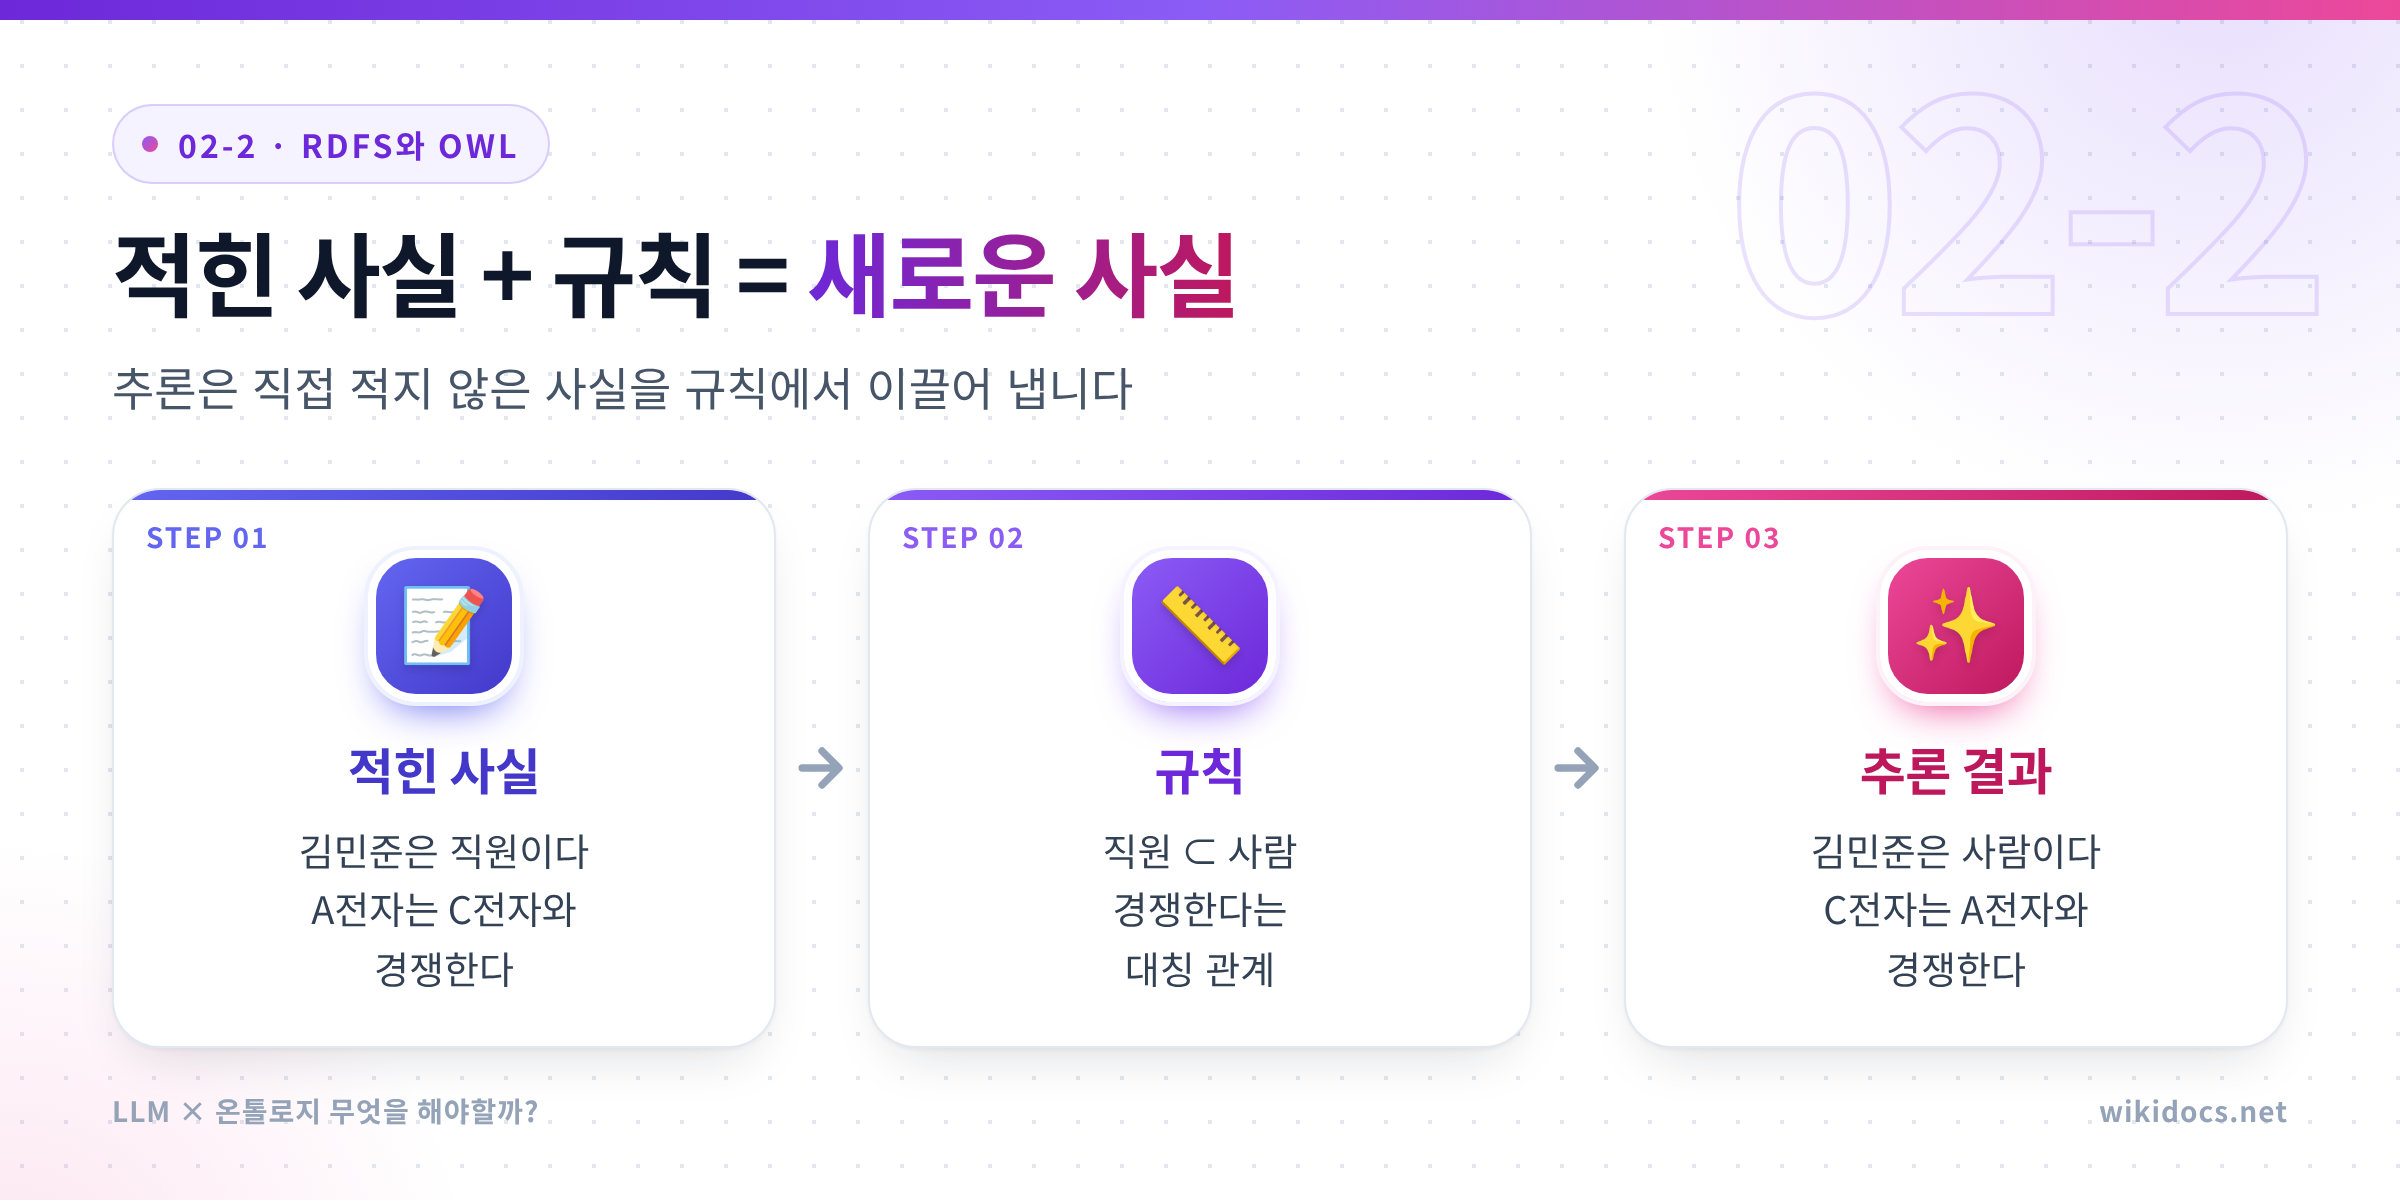 02-2
02-2 · RDFS와 OWL
적힌 사실 + 규칙 = 새로운 사실
추론은 직접 적지 않은 사실을 규칙에서 이끌어 냅니다
STEP 01
적힌 사실
김민준은 직원이다
A전자는 C전자와
경쟁한다
STEP 02
규칙
직원 ⊂ 사람
경쟁한다는
대칭 관계
STEP 03
추론 결과
김민준은 사람이다
C전자는 A전자와
경쟁한다
LLM × 온톨로지 무엇을 해야할까?
wikidocs.net